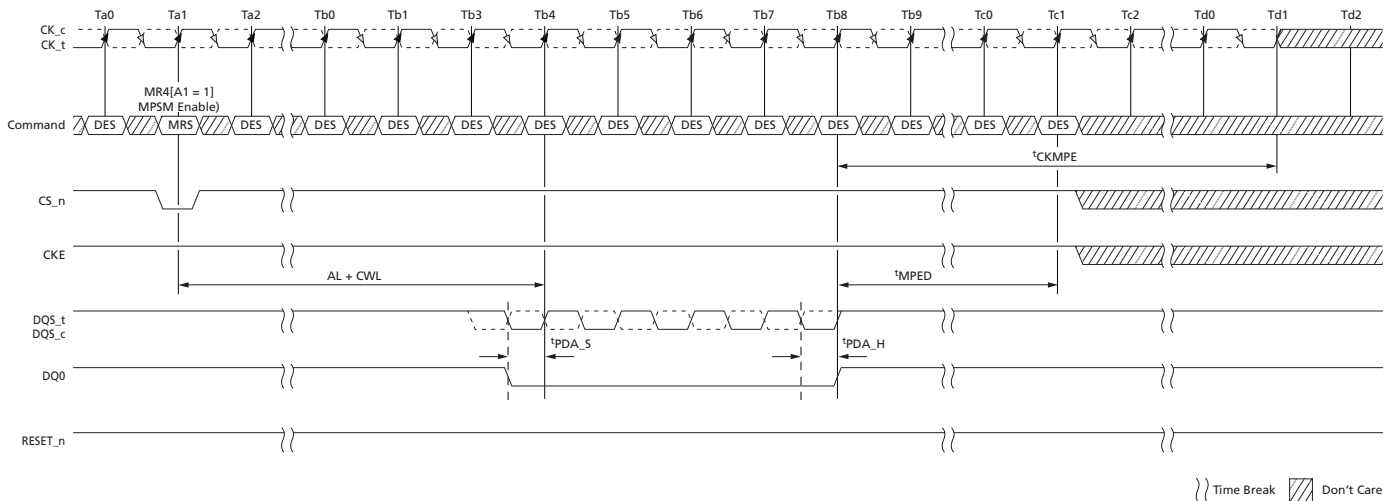 Ta0 Ta1 Ta2 Tb0 Tb1 Tb3 Tb4 Tb5 Tb6 Tb7 Tb8 Tb9 Tc0 Tc1 Tc2 Td0 Td1 Td2
CK_c
CK_t
MR4[A1 = 1]
MPSM Enable)
Command DES MRS DES DES DES DES DES DES DES DES DES DES DES DES
tCKMPE
CS_n
CKE
AL + CWL tMPED
DQS_t
DQS_c
tPDA_S tPDA_H
DQ0
RESET_n
Time Break Don't Care